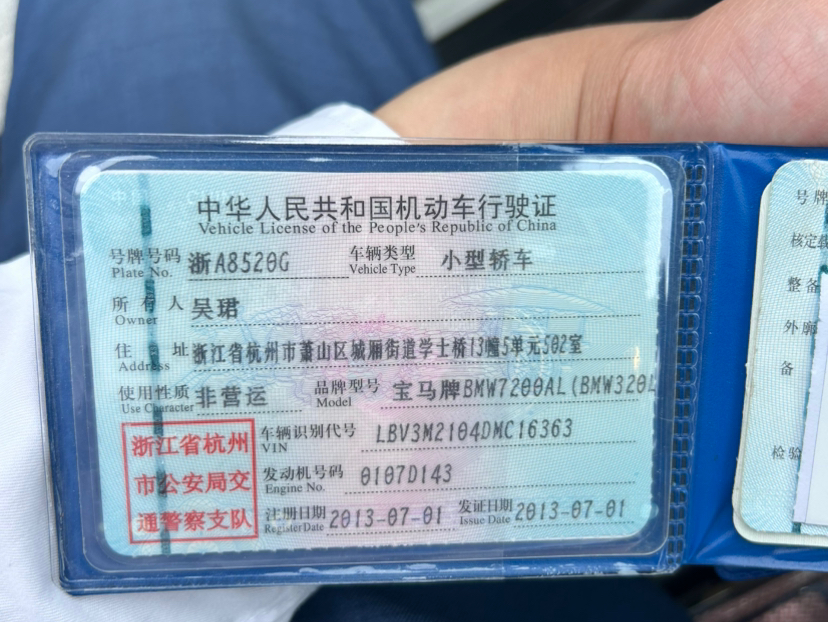 中华人民共和国机动车行驶证
Vehicle License of the People's Republic of China
号牌号码 Plate No. 浙A8520G 车辆类型 Vehicle Type 小型轿车
所有人 Owner 吴珺
住址 Address 浙江省杭州市萧山区城厢街道学士桥13幢5单元502室
使用性质 Use Character 非营运 品牌型号 Model 宝马牌BMW7200AL(BMW320L
浙江省杭州
市公安局交
通警察支队
车辆识别代号 VIN LBV3M2104DMC16363
发动机号码 Engine No. 0107D143
注册日期 Register Date 2013-07-01 发证日期 Issue Date 2013-07-01
号牌
核定载
整备
外廓
备
检验